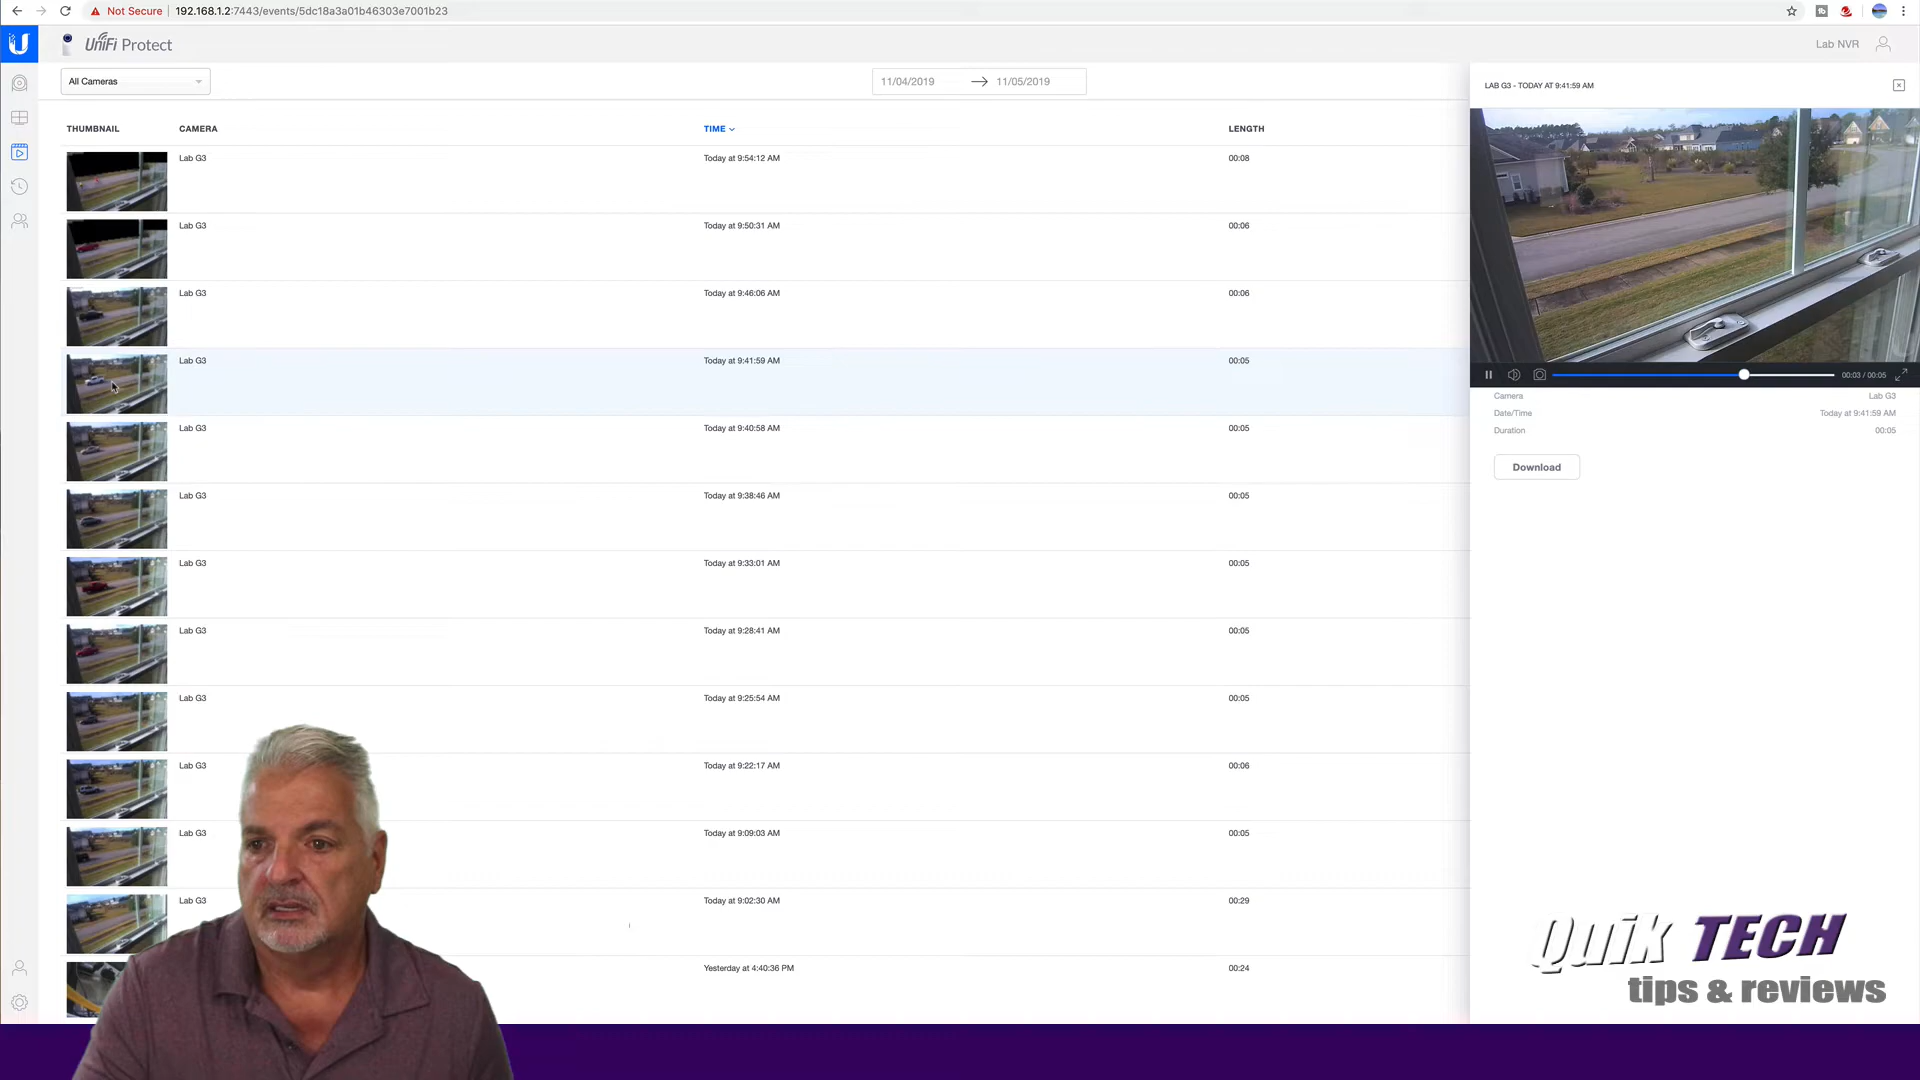 Not Secure 192.168.1.2:7443/events/5dc18a3a01b46303e7001b23
UniFi Protect
Lab NVR
All Cameras
11/04/2019 → 11/05/2019
LAB G3 - TODAY AT 9:41:59 AM
THUMBNAIL CAMERA TIME LENGTH
Lab G3 Today at 9:54:12 AM 00:08
Lab G3 Today at 9:50:31 AM 00:06
Lab G3 Today at 9:46:06 AM 00:06
Lab G3 Today at 9:41:59 AM 00:05
00:03 / 00:05
Camera Lab G3
Date/Time Today at 9:41:59 AM
Duration 00:05
Download
Lab G3 Today at 9:40:58 AM 00:05
Lab G3 Today at 9:38:46 AM 00:05
Lab G3 Today at 9:33:01 AM 00:05
Lab G3 Today at 9:28:41 AM 00:05
Lab G3 Today at 9:25:54 AM 00:05
Lab G3 Today at 9:22:17 AM 00:06
Lab G3 Today at 9:09:03 AM 00:05
Lab G3 Today at 9:02:30 AM 00:29
Yesterday at 4:40:36 PM 00:24
Quik TECH
tips & reviews